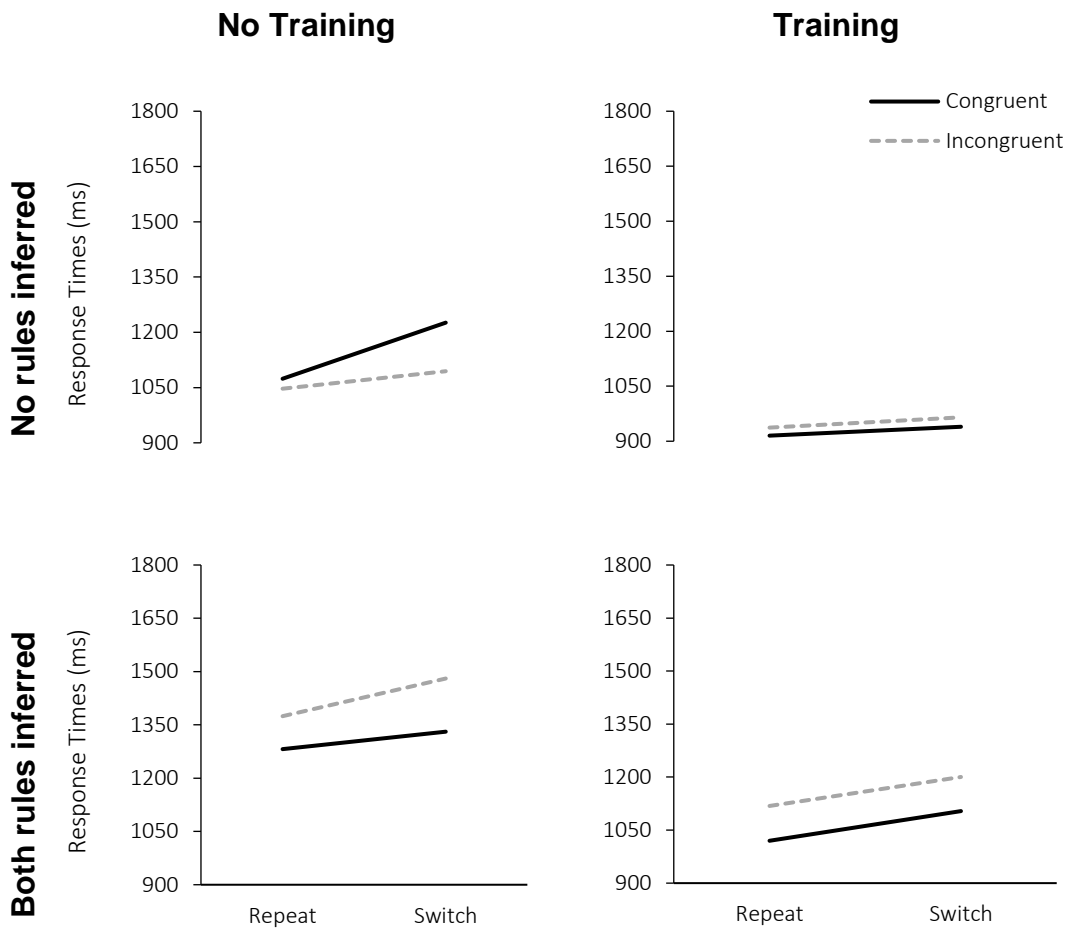 No Training
Training
No rules inferred
Response Times (ms)
1800
1650
1500
1350
1200
1050
900
1800
1650
1500
1350
1200
1050
900
Congruent
Incongruent
Both rules inferred
Response Times (ms)
1800
1650
1500
1350
1200
1050
900
Repeat
Switch
1800
1650
1500
1350
1200
1050
900
Repeat
Switch